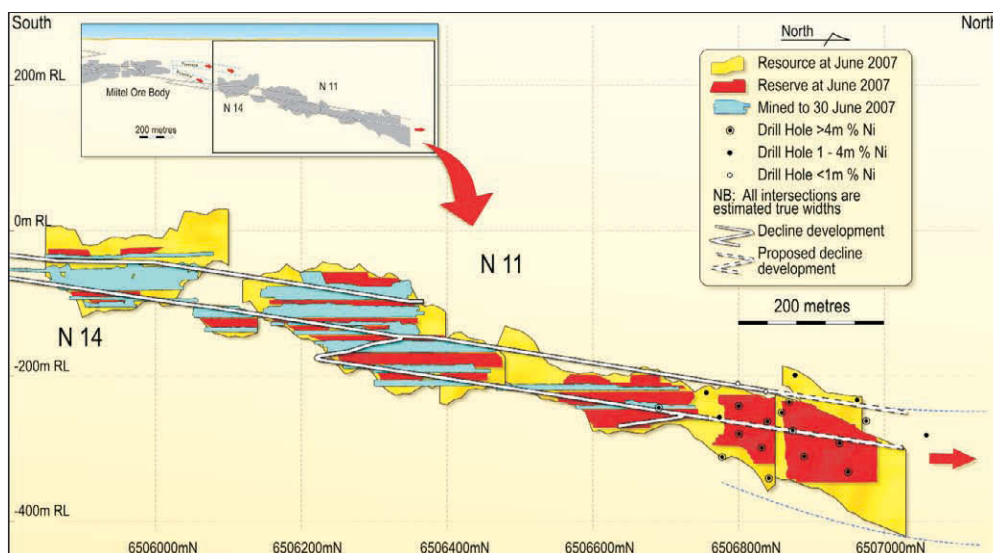 South
North
North
200m RL
Miitel Ore Body
200 metres
N 14
N 11
Resource at June 2007
Reserve at June 2007
Mined to 30 June 2007
Drill Hole >4m % Ni
Drill Hole 1 - 4m % Ni
Drill Hole <1m % Ni
NB: All intersections are
estimated true widths
Decline development
Proposed decline
development
0m RL
N 11
200 metres
N 14
-200m RL
-400m RL
6506000mN
6506200mN
6506400mN
6506600mN
6506800mN
6507000mN